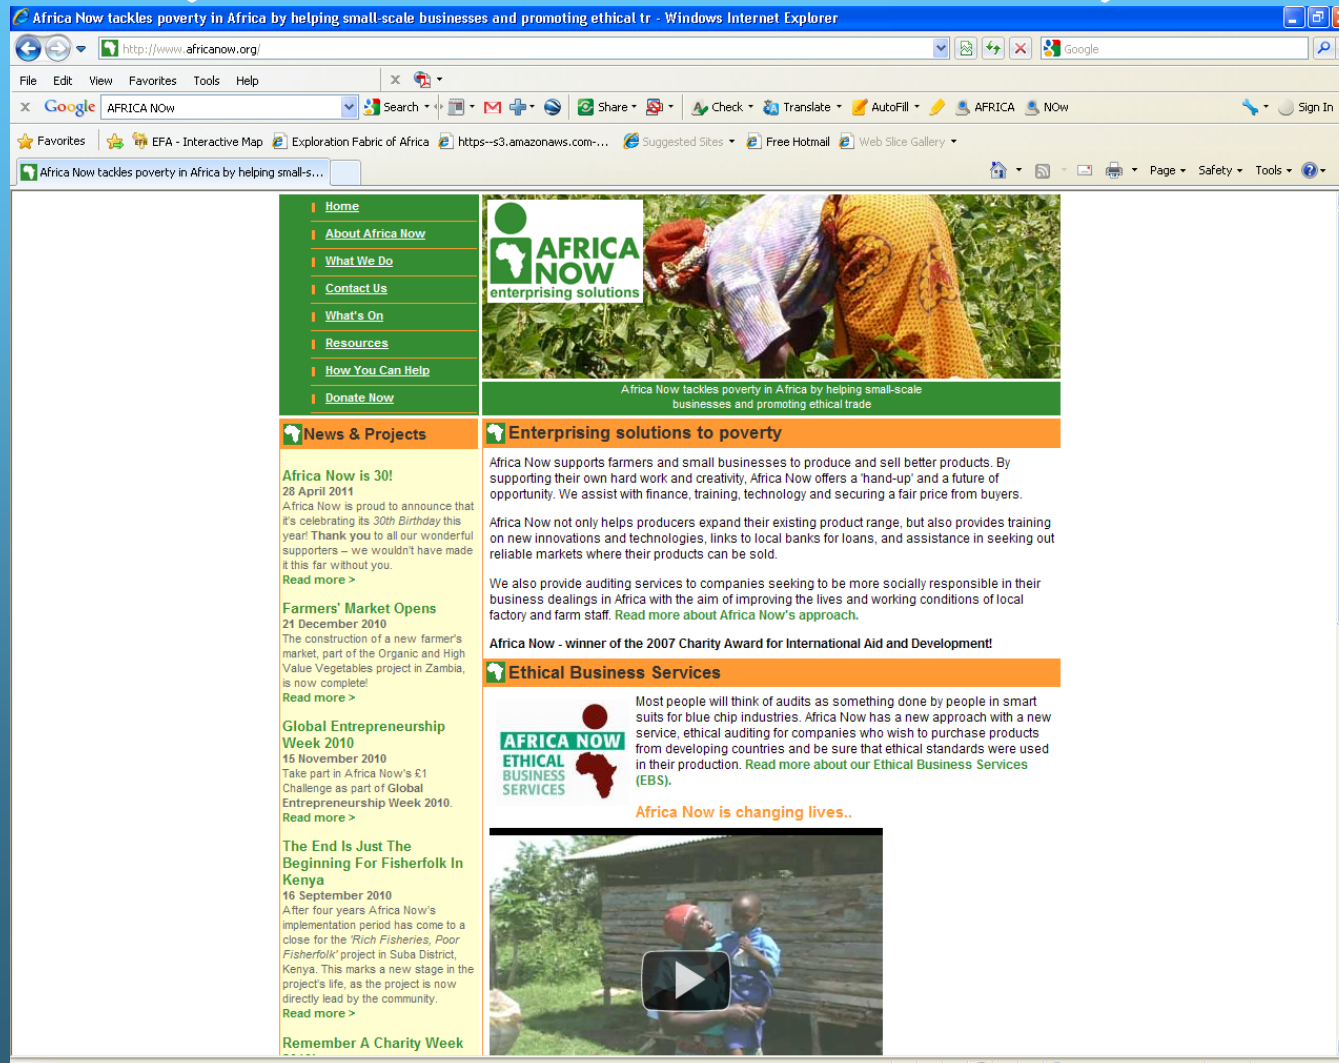 Africa Now tackles poverty in Africa by helping small-scale businesses and promoting ethical tr - Windows Internet Explorer
http://www.africanow.org/
Google
File Edit View Favorites Tools Help
x
x Google AFRICA NOw Search Share Check Translate AutoFill AFRICA NOw Sign In
Favorites EFA - Interactive Map Exploration Fabric of Africa https--s3.amazonaws.com-... Suggested Sites Free Hotmail Web Slice Gallery
Africa Now tackles poverty in Africa by helping small-s...
Page Safety Tools
Home
About Africa Now
What We Do
Contact Us
What's On
Resources
How You Can Help
Donate Now
AFRICA
NOW
enterprising solutions
Africa Now tackles poverty in Africa by helping small-scale
businesses and promoting ethical trade
News & Projects
Africa Now is 30!
28 April 2011
Africa Now is proud to announce that
it's celebrating its 30th Birthday this
year! Thank you to all our wonderful
supporters – we wouldn't have made
it this far without you.
Read more >
Farmers' Market Opens
21 December 2010
The construction of a new farmer's
market, part of the Organic and High
Value Vegetables project in Zambia,
is now complete!
Read more >
Global Entrepreneurship
Week 2010
15 November 2010
Take part in Africa Now's £1
Challenge as part of Global
Entrepreneurship Week 2010.
Read more >
The End Is Just The
Beginning For Fisherfolk In
Kenya
16 September 2010
After four years Africa Now's
implementation period has come to a
close for the 'Rich Fisheries, Poor
Fisherfolk' project in Suba District,
Kenya. This marks a new stage in the
project's life, as the project is now
directly lead by the community.
Read more >
Remember A Charity Week
Enterprising solutions to poverty
Africa Now supports farmers and small businesses to produce and sell better products. By
supporting their own hard work and creativity, Africa Now offers a 'hand-up' and a future of
opportunity. We assist with finance, training, technology and securing a fair price from buyers.
Africa Now not only helps producers expand their existing product range, but also provides training
on new innovations and technologies, links to local banks for loans, and assistance in seeking out
reliable markets where their products can be sold.
We also provide auditing services to companies seeking to be more socially responsible in their
business dealings in Africa with the aim of improving the lives and working conditions of local
factory and farm staff. Read more about Africa Now's approach.
Africa Now - winner of the 2007 Charity Award for International Aid and Development!
Ethical Business Services
AFRICA NOW
ETHICAL
BUSINESS
SERVICES
Most people will think of audits as something done by people in smart
suits for blue chip industries. Africa Now has a new approach with a new
service, ethical auditing for companies who wish to purchase products
from developing countries and be sure that ethical standards were used
in their production. Read more about our Ethical Business Services
(EBS).
Africa Now is changing lives..